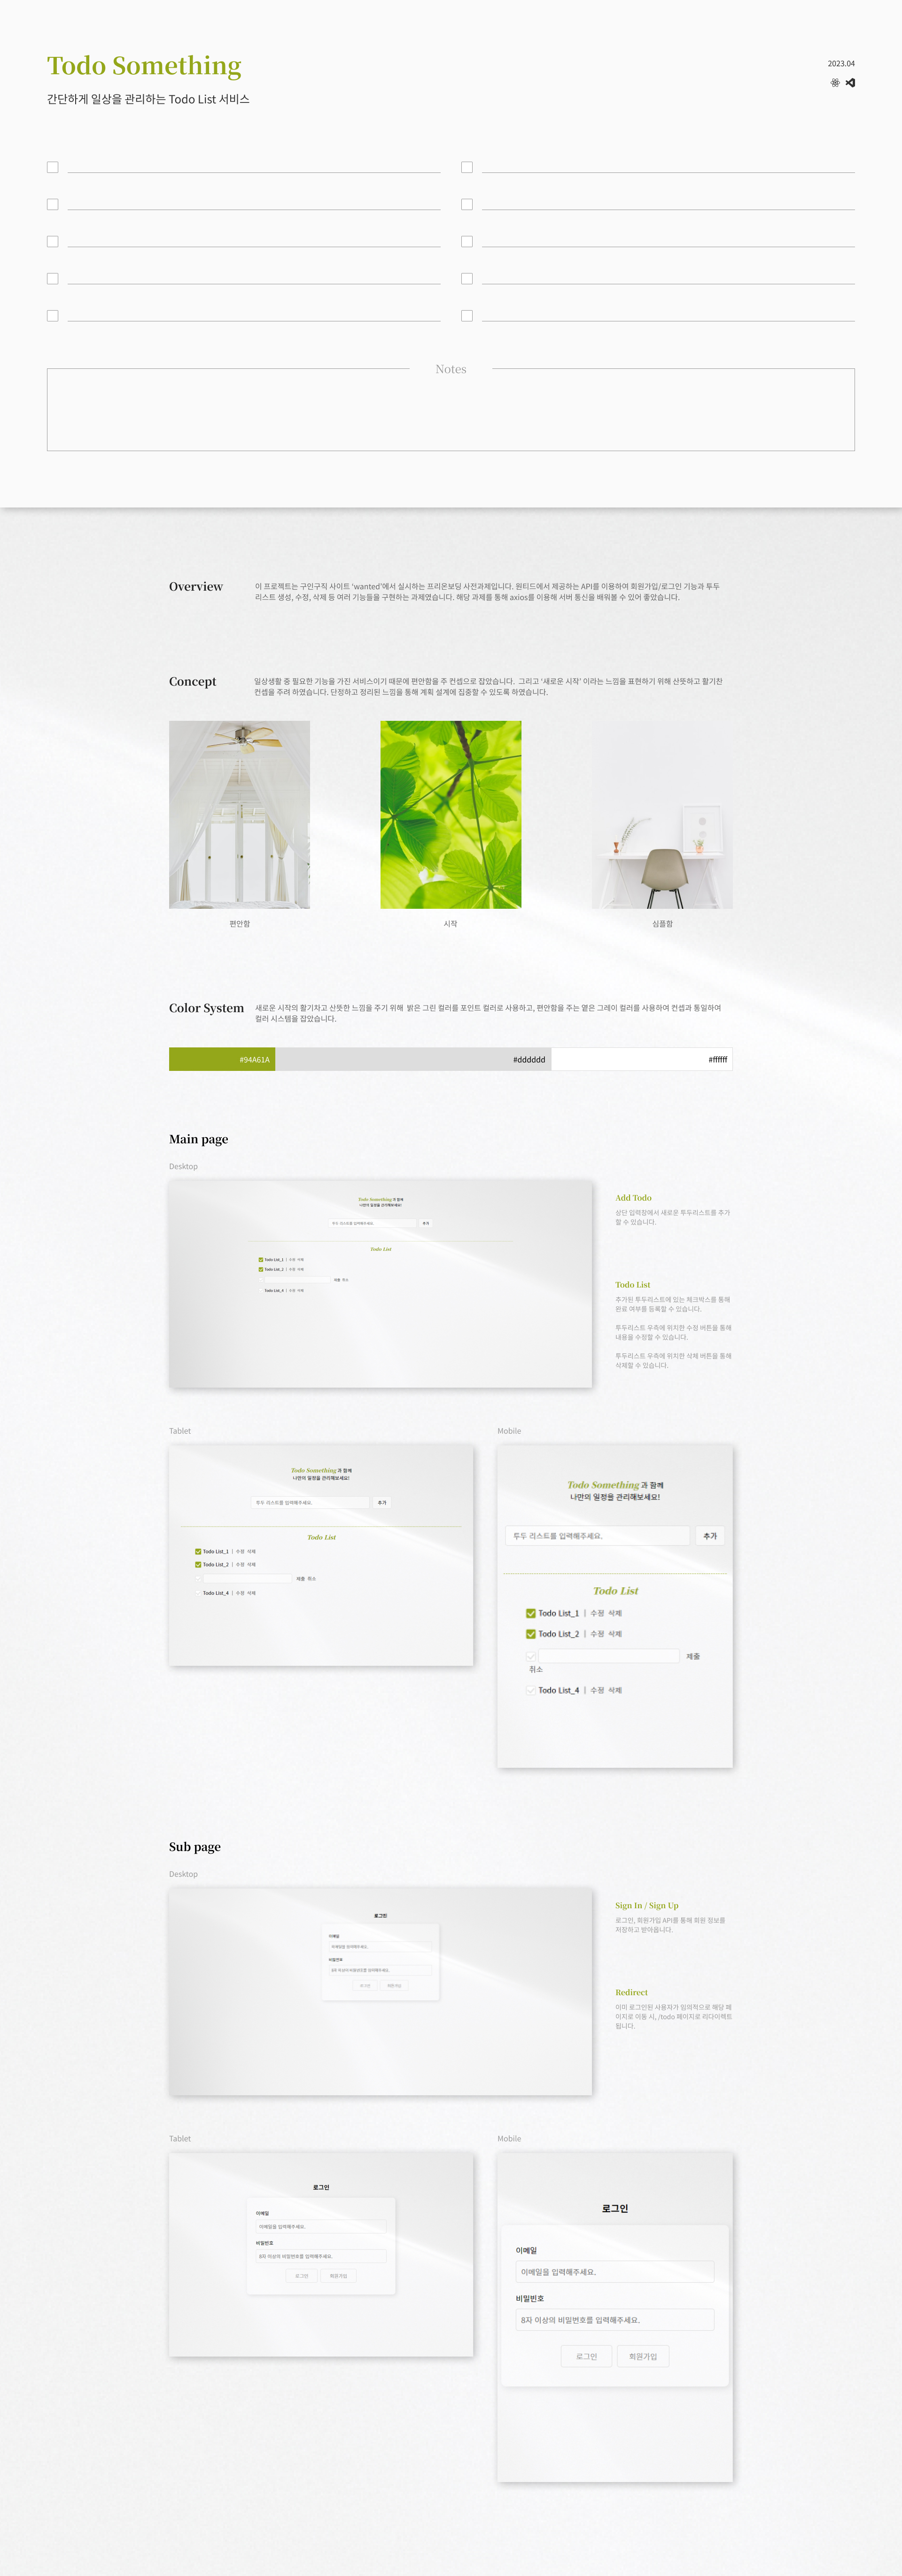 Todo Something
2023.04
간단하게 일상을 관리하는 Todo List 서비스
Notes
Overview
이 프로젝트는 구인구직 사이트 ‘wanted’에서 실시하는 프리온보딩 사전과제입니다. 원티드에서 제공하는 API를 이용하여 회원가입/로그인 기능과 투두
리스트 생성, 수정, 삭제 등 여러 기능들을 구현하는 과제였습니다. 해당 과제를 통해 axios를 이용해 서버 통신을 배워볼 수 있어 좋았습니다.
Concept
일상생활 중 필요한 기능을 가진 서비스이기 때문에 편안함을 주 컨셉으로 잡았습니다. 그리고 ‘새로운 시작’ 이라는 느낌을 표현하기 위해 산뜻하고 활기찬
컨셉을 주려 하였습니다. 단정하고 정리된 느낌을 통해 계획 설계에 집중할 수 있도록 하였습니다.
편안함
시작
심플함
Color System
새로운 시작의 활기차고 산뜻한 느낌을 주기 위해 밝은 그린 컬러를 포인트 컬러로 사용하고, 편안함을 주는 옅은 그레이 컬러를 사용하여 컨셉과 통일하여
컬러 시스템을 잡았습니다.
#94A61A
#dddddd
#ffffff
Main page
Desktop
Todo Something 과 함께
나만의 일정을 관리해보세요!
투두 리스트를 입력해주세요.
추가
Todo List
Todo List_1 | 수정 삭제
Todo List_2 | 수정 삭제
제출 취소
Todo List_4 | 수정 삭제
Add Todo
상단 입력창에서 새로운 투두리스트를 추가
할 수 있습니다.
Todo List
추가된 투두리스트에 있는 체크박스를 통해
완료 여부를 등록할 수 있습니다.
투두리스트 우측에 위치한 수정 버튼을 통해
내용을 수정할 수 있습니다.
투두리스트 우측에 위치한 삭제 버튼을 통해
삭제할 수 있습니다.
Tablet
Todo Something 과 함께
나만의 일정을 관리해보세요!
투두 리스트를 입력해주세요.
추가
Todo List
Todo List_1 | 수정 삭제
Todo List_2 | 수정 삭제
제출 취소
Todo List_4 | 수정 삭제
Mobile
Todo Something 과 함께
나만의 일정을 관리해보세요!
투두 리스트를 입력해주세요.
추가
Todo List
Todo List_1 | 수정 삭제
Todo List_2 | 수정 삭제
제출
취소
Todo List_4 | 수정 삭제
Sub page
Desktop
로그인
이메일
이메일을 입력해주세요.
비밀번호
8자 이상의 비밀번호를 입력해주세요.
로그인
회원가입
Sign In / Sign Up
로그인, 회원가입 API를 통해 회원 정보를
저장하고 받아옵니다.
Redirect
이미 로그인된 사용자가 임의적으로 해당 페
이지로 이동 시, /todo 페이지로 리다이렉트
됩니다.
Tablet
로그인
이메일
이메일을 입력해주세요.
비밀번호
8자 이상의 비밀번호를 입력해주세요.
로그인
회원가입
Mobile
로그인
이메일
이메일을 입력해주세요.
비밀번호
8자 이상의 비밀번호를 입력해주세요.
로그인
회원가입